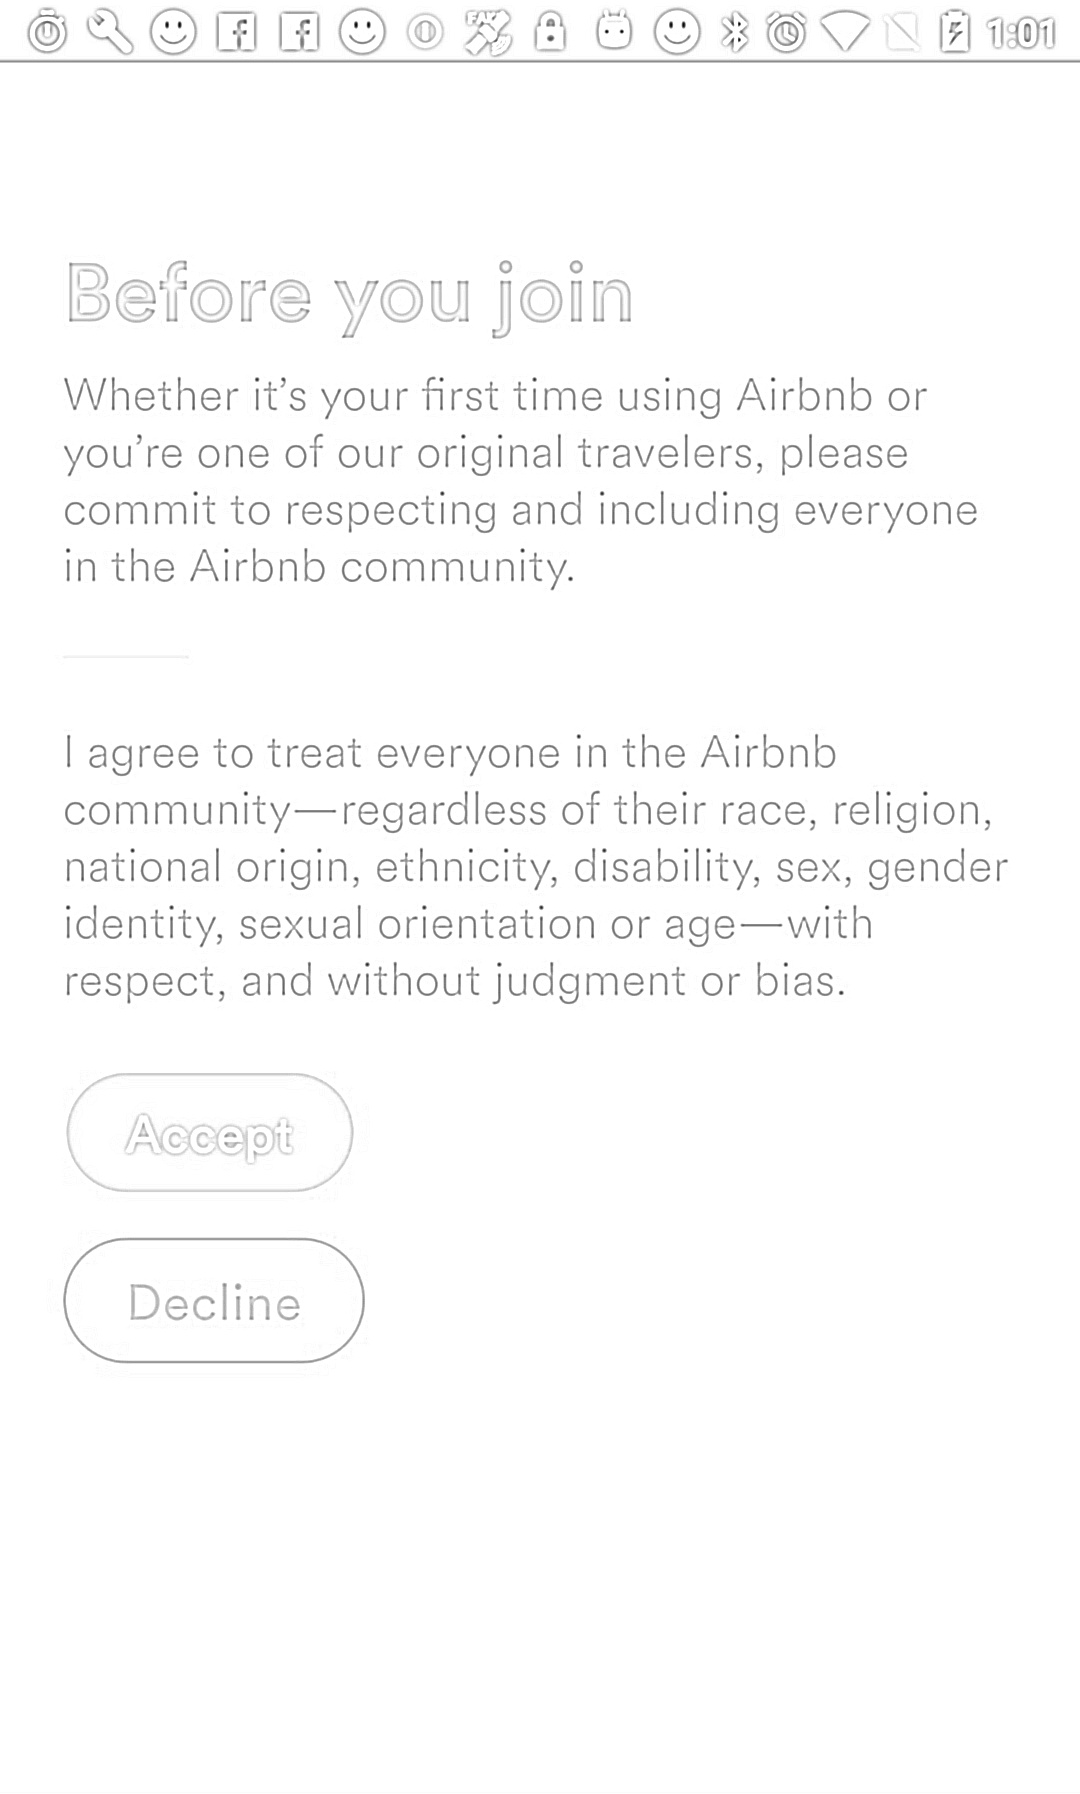 1:01
Before you join
Whether it’s your first time using Airbnb or
you’re one of our original travelers, please
commit to respecting and including everyone
in the Airbnb community.
I agree to treat everyone in the Airbnb
community—regardless of their race, religion,
national origin, ethnicity, disability, sex, gender
identity, sexual orientation or age—with
respect, and without judgment or bias.
Accept
Decline